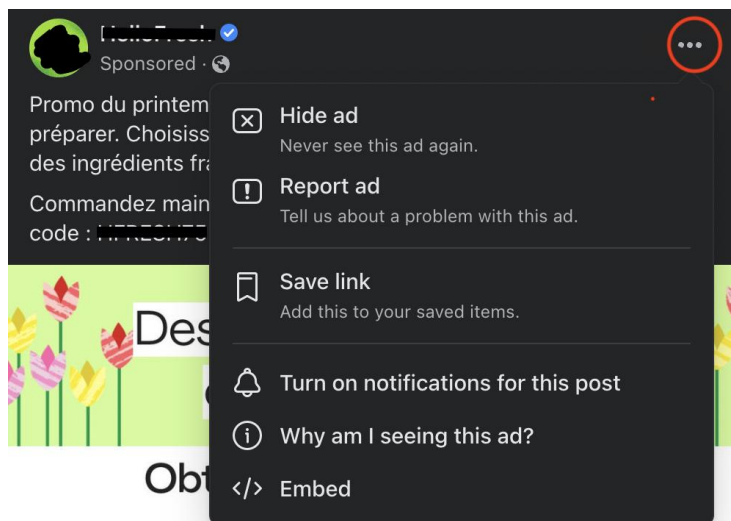 Sponsored ·
Promo du printem
préparer. Choisiss
des ingrédients fra
Commandez main
code :
Hide ad
Never see this ad again.
Report ad
Tell us about a problem with this ad.
Save link
Add this to your saved items.
Turn on notifications for this post
Why am I seeing this ad?
Embed
Des
Obt